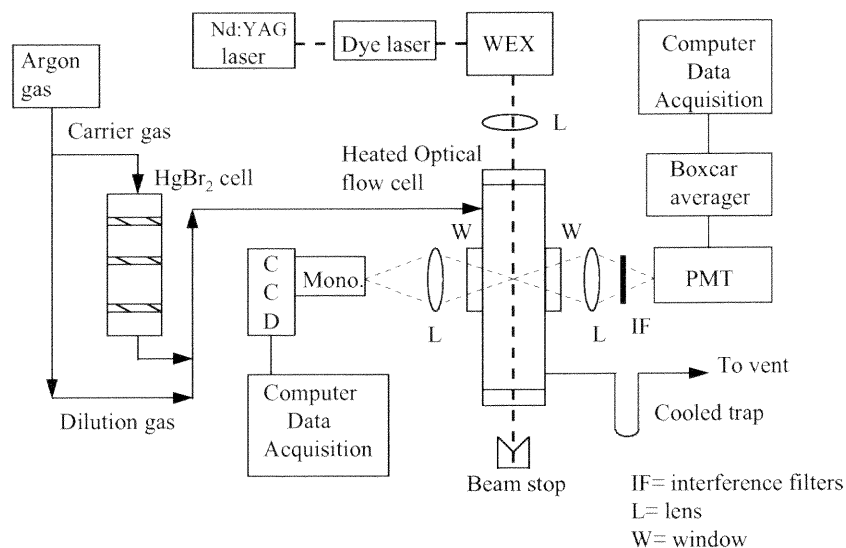 Nd:YAG
laser
Dye laser
WEX
Computer
Data
Acquisition
Argon
gas
Carrier gas
L
HgBr2 cell
Heated Optical
flow cell
Boxcar
averager
W
W
C
C
D
Mono.
PMT
L
L
IF
To vent
Computer
Data
Acquisition
Cooled trap
Dilution gas
Beam stop
IF= interference filters
L= lens
W= window